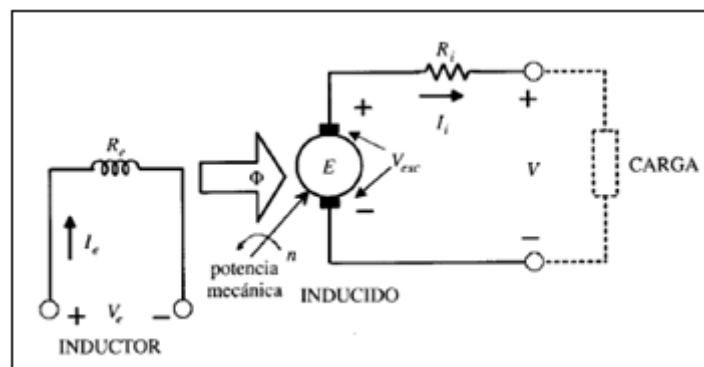 R_i
+
I_i
+
R_e
E
V_esc
V
CARGA
Φ
I_e
−
−
n
potencia
mecánica
INDUCIDO
+ V_e −
INDUCTOR